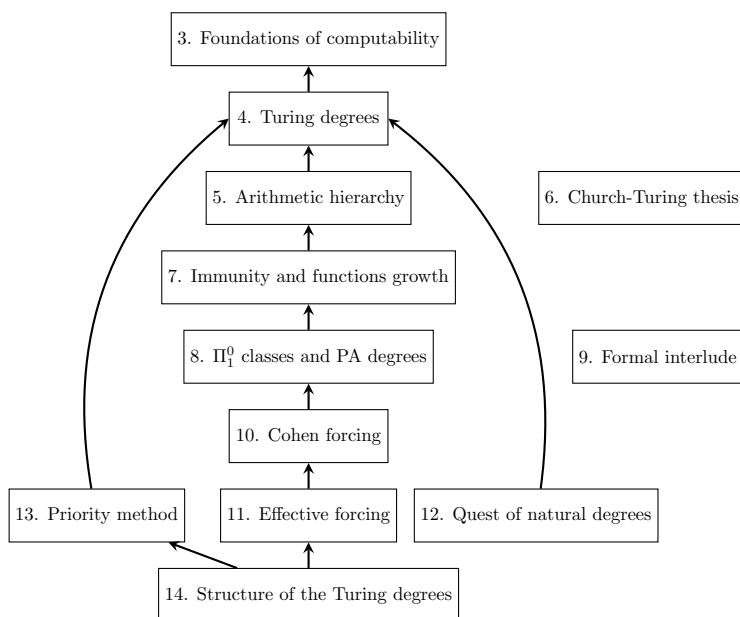 3. Foundations of computability
4. Turing degrees
5. Arithmetic hierarchy
6. Church-Turing thesis
7. Immunity and functions growth
8. Π⁰₁ classes and PA degrees
9. Formal interlude
10. Cohen forcing
13. Priority method
11. Effective forcing
12. Quest of natural degrees
14. Structure of the Turing degrees